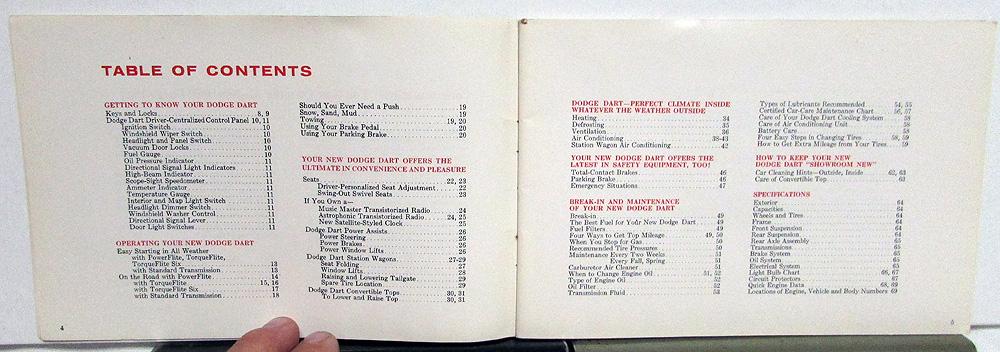 TABLE OF CONTENTS
GETTING TO KNOW YOUR DODGE DART
Keys and Locks 8, 9
Dodge Dart Driver-Centralized Control Panel 10, 11
Ignition Switch 10
Windshield Wiper Switch 10
Headlight and Panel Switch 10
Vacuum Door Locks 10
Fuel Gauge 10
Oil Pressure Indicator 11
Directional Signal Light Indicators 11
High-Beam Indicator 11
Scope-Sight Speedometer 11
Ammeter Indicator 11
Temperature Gauge 11
Interior and Map Light Switch 11
Headlight Dimmer Switch 11
Windshield Washer Control 11
Directional Signal Lever 11
Door Light Switches 11
OPERATING YOUR NEW DODGE DART
Easy Starting in All Weather
with PowerFlite, TorqueFlite,
TorqueFlite Six 13
with Standard Transmission 13
On the Road with PowerFlite 14
with TorqueFlite 15, 16
with TorqueFlite Six 17
with Standard Transmission 18
4
Should You Ever Need a Push 19
Snow, Sand, Mud 19
Towing 19, 20
Using Your Brake Pedal 20
Using Your Parking Brake 20
YOUR NEW DODGE DART OFFERS THE
ULTIMATE IN CONVENIENCE AND PLEASURE
Seats 22, 23
Driver-Personalized Seat Adjustment 22
Swing-Out Swivel Seats 23
If You Own a—
Music Master Transistorized Radio 24
Astrophonic Transistorized Radio 24, 25
New Satellite-Styled Clock 25
Dodge Dart Power Assists 26
Power Steering 26
Power Brakes 26
Power Window Lifts 26
Dodge Dart Station Wagons 27-29
Seat Folding 27
Window Lifts 28
Raising and Lowering Tailgate 29
Spare Tire Location 29
Dodge Dart Convertible Tops 30, 31
To Lower and Raise Top 30, 31
DODGE DART—PERFECT CLIMATE INSIDE
WHATEVER THE WEATHER OUTSIDE
Heating 34
Defrosting 35
Ventilation 36
Air Conditioning 38-43
Station Wagon Air Conditioning 42
YOUR NEW DODGE DART OFFERS THE
LATEST IN SAFETY EQUIPMENT, TOO!
Total-Contact Brakes 46
Parking Brake 46
Emergency Situations 47
BREAK-IN AND MAINTENANCE
OF YOUR NEW DODGE DART
Break-in 49
The Best Fuel for Your New Dodge Dart 49
Fuel Filters 49
Four Ways to Get Top Mileage 49, 50
When You Stop for Gas 50
Recommended Tire Pressures 50
Maintenance Every Two Weeks 51
Every Fall, Spring 51
Carburetor Air Cleaner 51
When to Change Engine Oil 51, 52
Type of Engine Oil 52
Oil Filter 52
Transmission Fluid 53
Types of Lubricants Recommended 54, 55
Certified Car-Care Maintenance Chart 56, 57
Care of Your Dodge Dart Cooling System 58
Care of Air Conditioning Unit 58
Battery Care 58
Four Easy Steps in Changing Tires 58, 59
How to Get Extra Mileage from Your Tires 59
HOW TO KEEP YOUR NEW
DODGE DART "SHOWROOM NEW"
Car Cleaning Hints—Outside, Inside 62, 63
Care of Convertible Top 63
SPECIFICATIONS
Exterior 64
Capacities 64
Wheels and Tires 64
Frame 64
Front Suspension 64
Rear Suspension 64
Rear Axle Assembly 65
Transmissions 65
Brake System 65
Oil System 65
Electrical System 65
Light Bulb Chart 66, 67
Circuit Protectors 67
Quick Engine Data 68, 69
Locations of Engine, Vehicle and Body Numbers 69
5